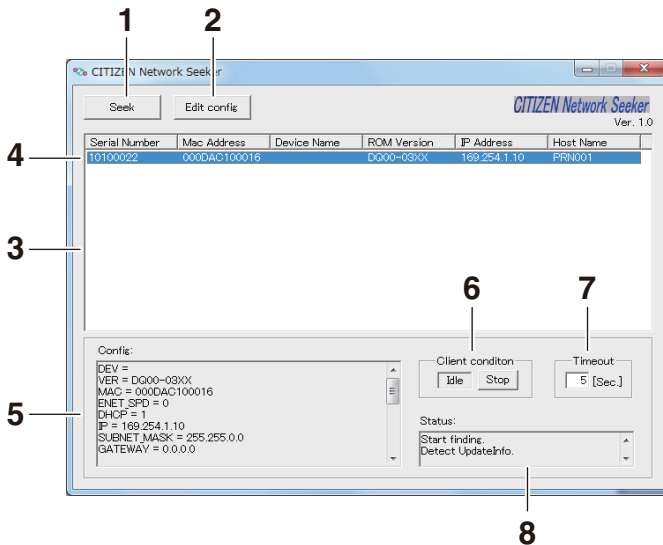 1 2
CITIZEN Network Seeker
Seek Edit config CITIZEN Network Seeker
Ver. 1.0
Serial Number Mac Address Device Name ROM Version IP Address Host Name
4 10100022 000DAC100016 DQ00-03XX 169.254.1.10 PRN001
3
6 7
Config: Client conditon Timeout
DEV =
VER = DQ00-03XX
Idle Stop 5 [Sec.]
MAC = 000DAC100016
ENET_SPD = 0
DHCP = 1
5 IP = 169.254.1.10
SUBNET_MASK = 255.255.0.0
GATEWAY = 0.0.0.0
Status:
Start finding.
Detect UpdateInfo.
8